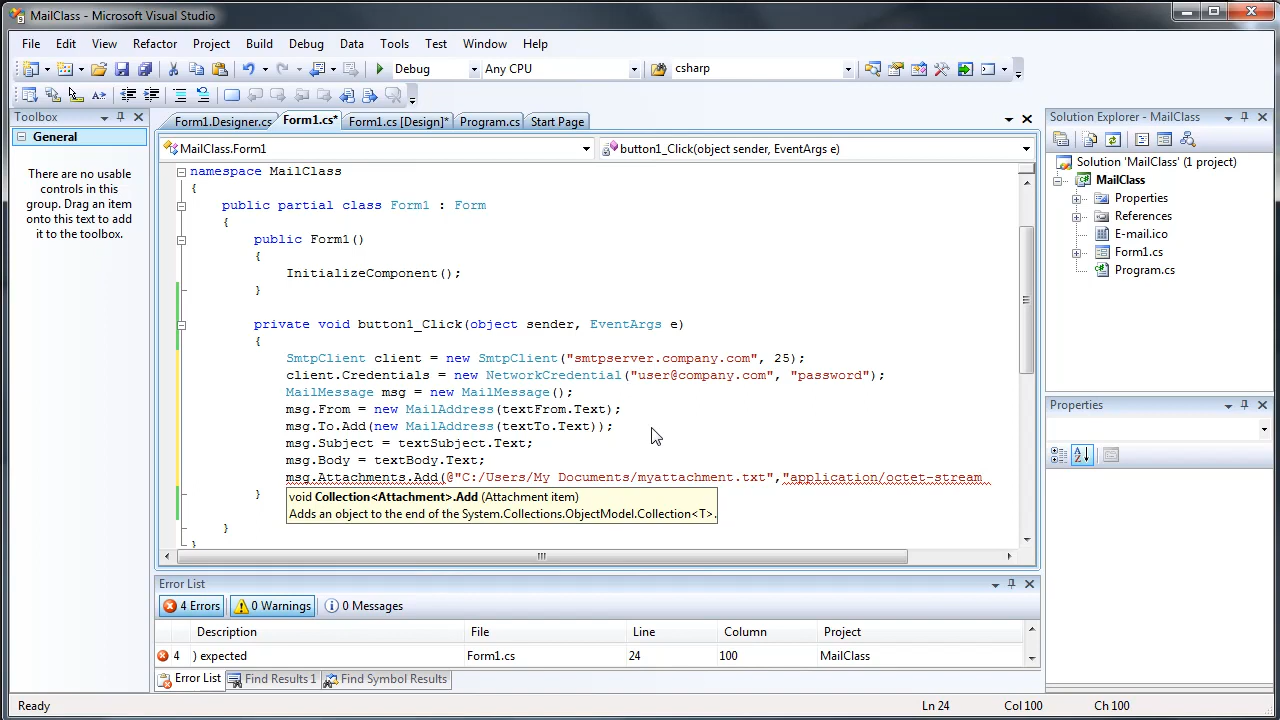 MailClass - Microsoft Visual Studio
File Edit View Refactor Project Build Debug Data Tools Test Window Help
Debug Any CPU csharp
Toolbox
General
There are no usable
controls in this
group. Drag an item
onto this text to add
it to the toolbox.
Form1.Designer.cs Form1.cs* Form1.cs [Design]* Program.cs Start Page
MailClass.Form1 button1_Click(object sender, EventArgs e)
namespace MailClass
{
public partial class Form1 : Form
{
public Form1()
{
InitializeComponent();
}
private void button1_Click(object sender, EventArgs e)
{
SmtpClient client = new SmtpClient("smtpserver.company.com", 25);
client.Credentials = new NetworkCredential("user@company.com", "password");
MailMessage msg = new MailMessage();
msg.From = new MailAddress(textFrom.Text);
msg.To.Add(new MailAddress(textTo.Text));
msg.Subject = textSubject.Text;
msg.Body = textBody.Text;
msg.Attachments.Add(@"C:/Users/My Documents/myattachment.txt","application/octet-stream
void Collection<Attachment>.Add (Attachment item)
Adds an object to the end of the System.Collections.ObjectModel.Collection<T>.
}
}
}
Error List
4 Errors 0 Warnings 0 Messages
Description File Line Column Project
4 ) expected Form1.cs 24 100 MailClass
Error List Find Results 1 Find Symbol Results
Solution Explorer - MailClass
Solution 'MailClass' (1 project)
MailClass
Properties
References
E-mail.ico
Form1.cs
Program.cs
Properties
Ready Ln 24 Col 100 Ch 100